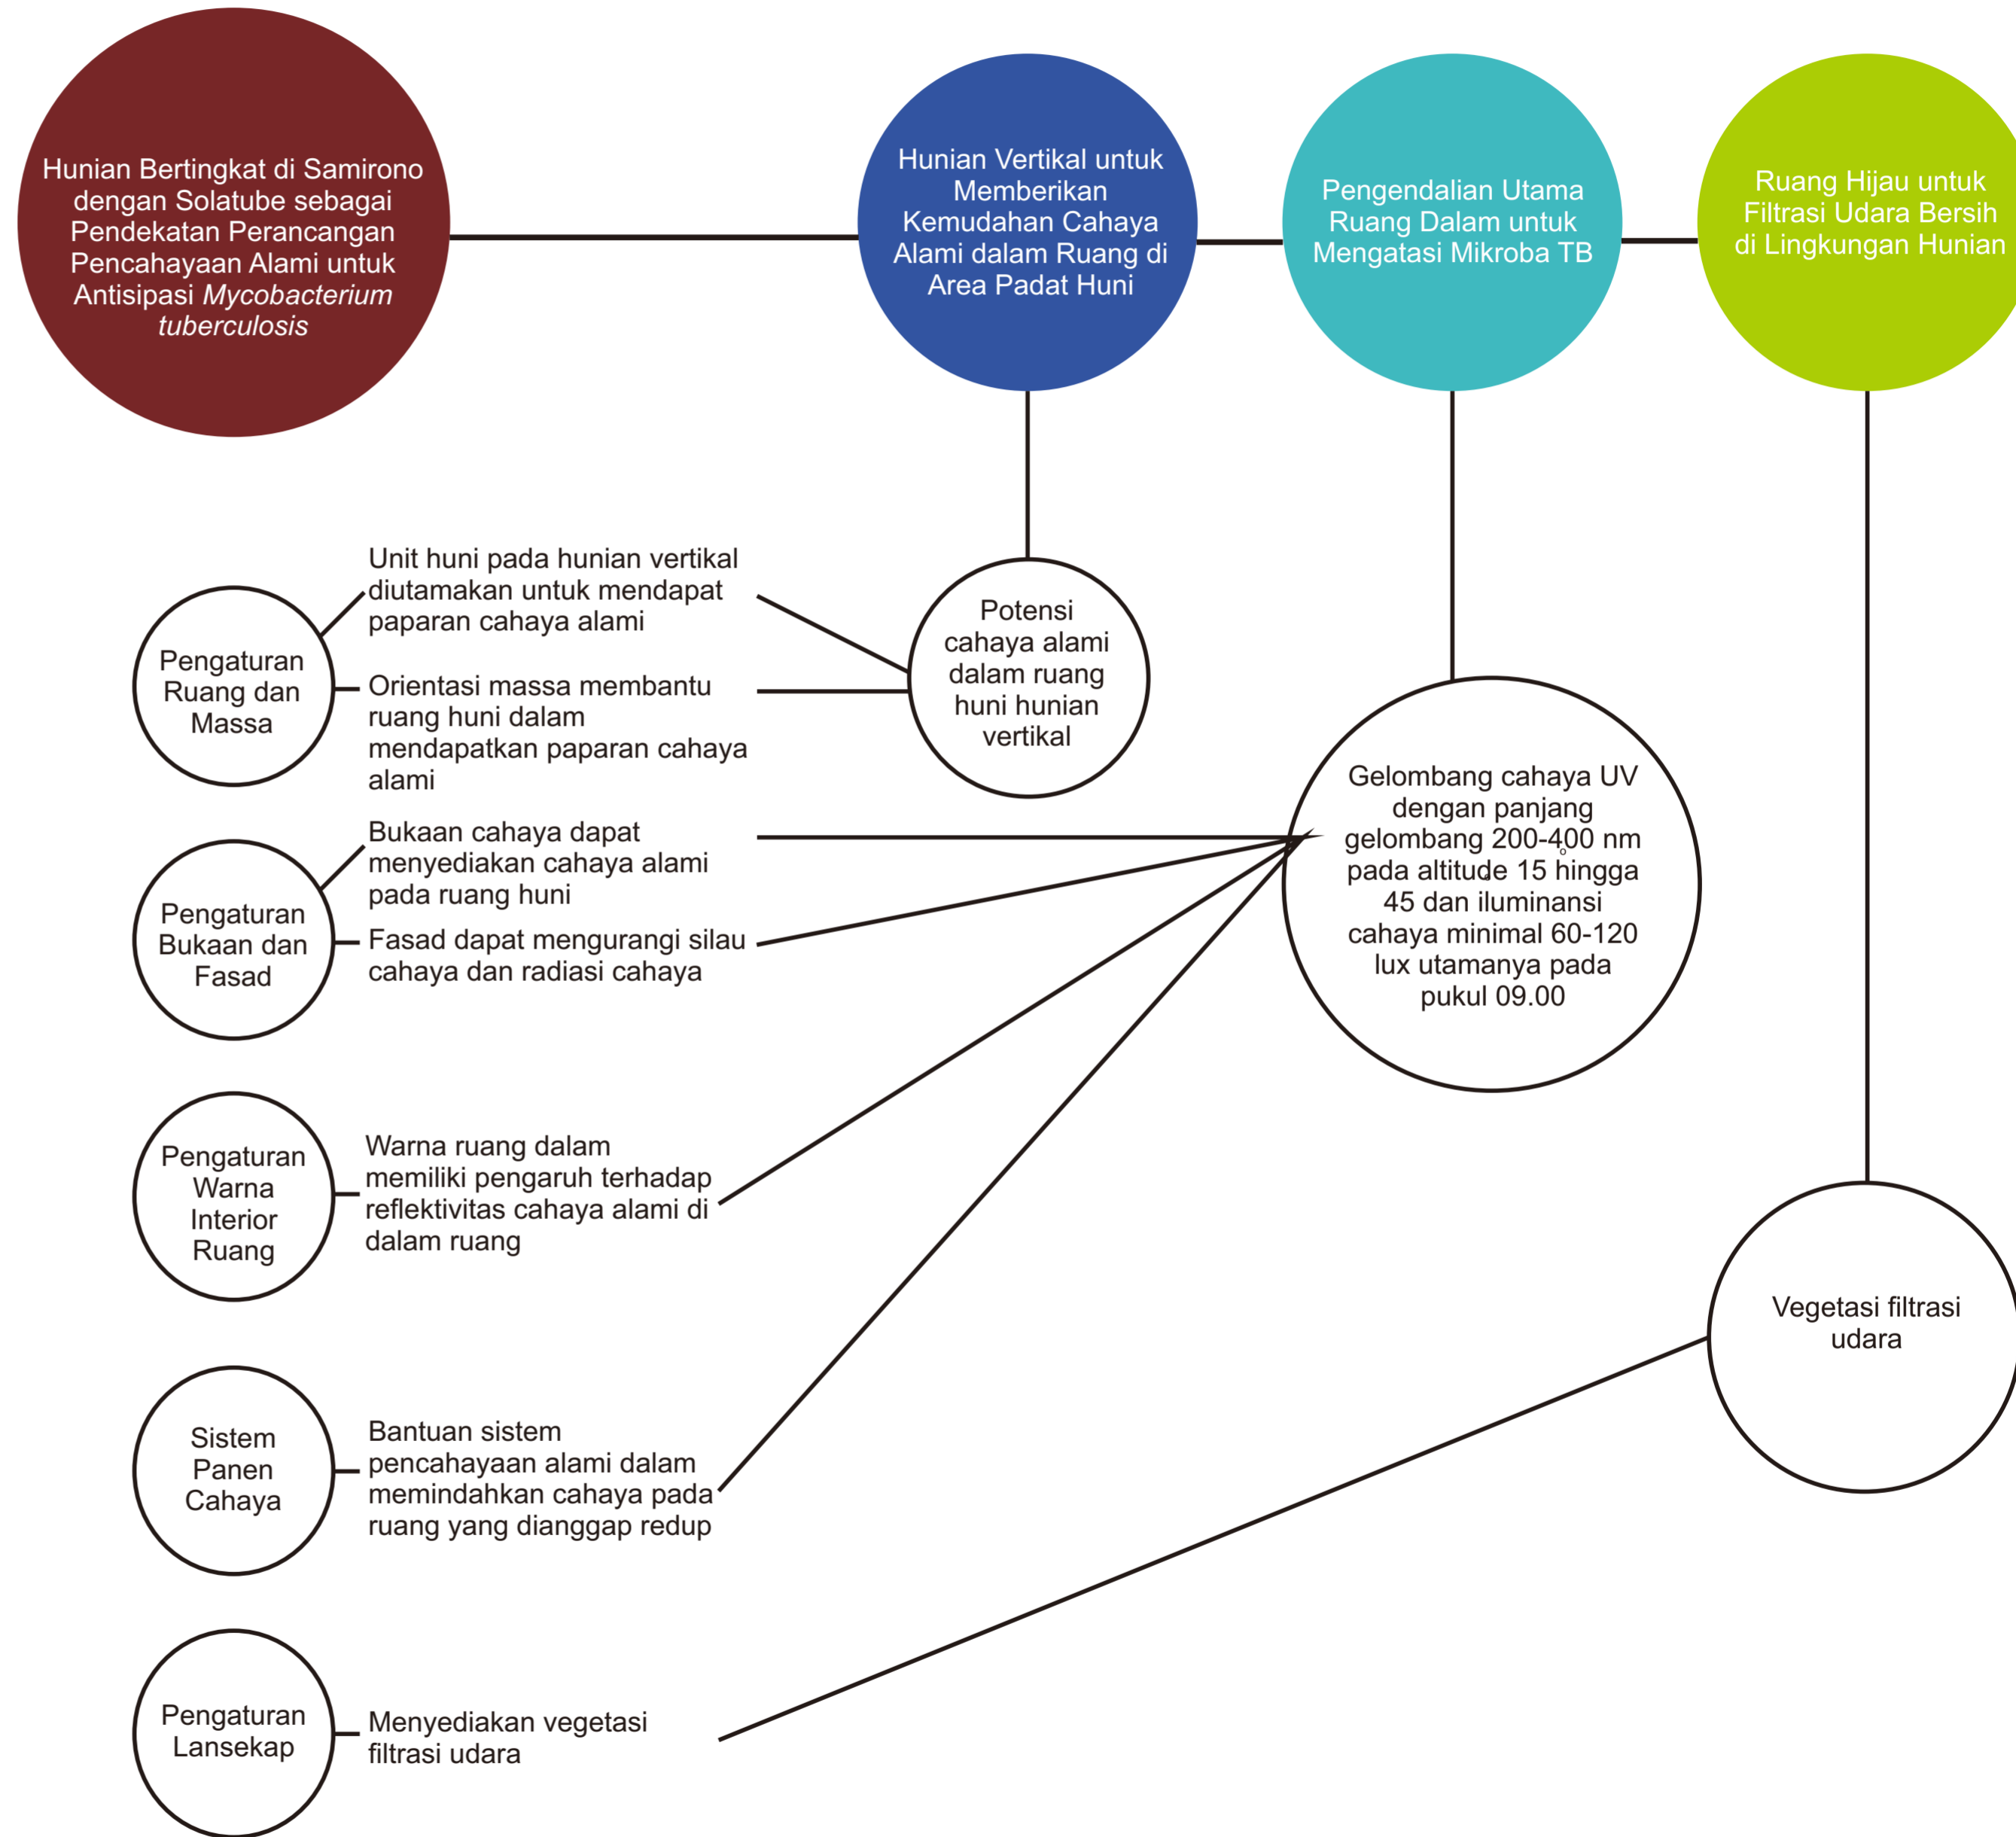 Hunian Bertingkat di Samirono
dengan Solatube sebagai
Pendekatan Perancangan
Pencahayaan Alami untuk
Antisipasi Mycobacterium
tuberculosis
Hunian Vertikal untuk
Memberikan
Kemudahan Cahaya
Alami dalam Ruang di
Area Padat Huni
Pengendalian Utama
Ruang Dalam untuk
Mengatasi Mikroba TB
Ruang Hijau untuk
Filtrasi Udara Bersih
di Lingkungan Hunian
Pengaturan
Ruang dan
Massa
Unit huni pada hunian vertikal
diutamakan untuk mendapat
paparan cahaya alami
Orientasi massa membantu
ruang huni dalam
mendapatkan paparan cahaya
alami
Potensi
cahaya alami
dalam ruang
huni hunian
vertikal
Pengaturan
Bukaan dan
Fasad
Bukaan cahaya dapat
menyediakan cahaya alami
pada ruang huni
Fasad dapat mengurangi silau
cahaya dan radiasi cahaya
Gelombang cahaya UV
dengan panjang
gelombang 200-400 nm
pada altitude 15° hingga
45° dan iluminansi
cahaya minimal 60-120
lux utamanya pada
pukul 09.00
Pengaturan
Warna
Interior
Ruang
Warna ruang dalam
memiliki pengaruh terhadap
reflektivitas cahaya alami di
dalam ruang
Sistem
Panen
Cahaya
Bantuan sistem
pencahayaan alami dalam
memindahkan cahaya pada
ruang yang dianggap redup
Vegetasi filtrasi
udara
Pengaturan
Lansekap
Menyediakan vegetasi
filtrasi udara